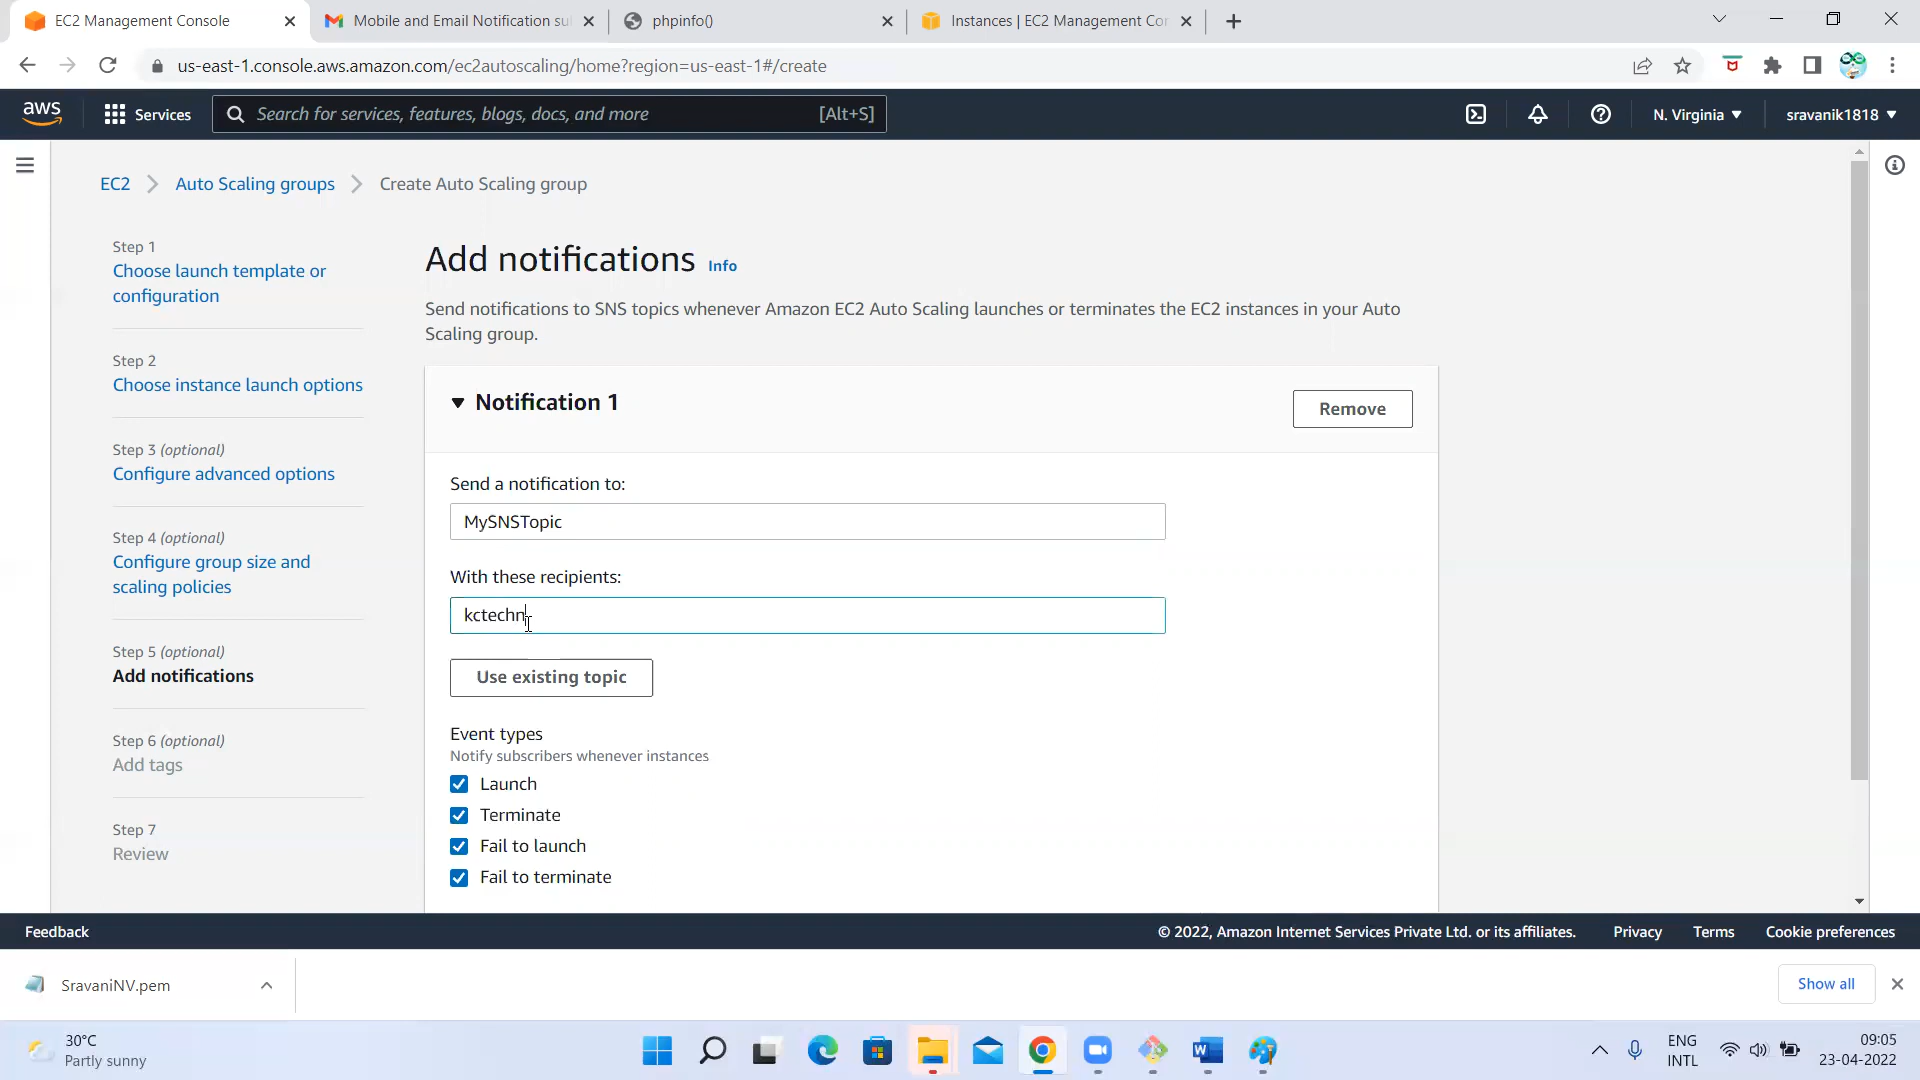 EC2 Management Console
Mobile and Email Notification su
phpinfo()
Instances | EC2 Management Con
us-east-1.console.aws.amazon.com/ec2autoscaling/home?region=us-east-1#/create
aws
Services
Search for services, features, blogs, docs, and more
[Alt+S]
N. Virginia
sravanik1818
EC2
Auto Scaling groups
Create Auto Scaling group
Step 1
Choose launch template or
configuration
Step 2
Choose instance launch options
Step 3 (optional)
Configure advanced options
Step 4 (optional)
Configure group size and
scaling policies
Step 5 (optional)
Add notifications
Step 6 (optional)
Add tags
Step 7
Review
Add notifications
Info
Send notifications to SNS topics whenever Amazon EC2 Auto Scaling launches or terminates the EC2 instances in your Auto
Scaling group.
Notification 1
Remove
Send a notification to:
MySNSTopic
With these recipients:
kctechn
Use existing topic
Event types
Notify subscribers whenever instances
Launch
Terminate
Fail to launch
Fail to terminate
Feedback
© 2022, Amazon Internet Services Private Ltd. or its affiliates.
Privacy
Terms
Cookie preferences
SravaniNV.pem
Show all
30°C
Partly sunny
ENG
INTL
09:05
23-04-2022